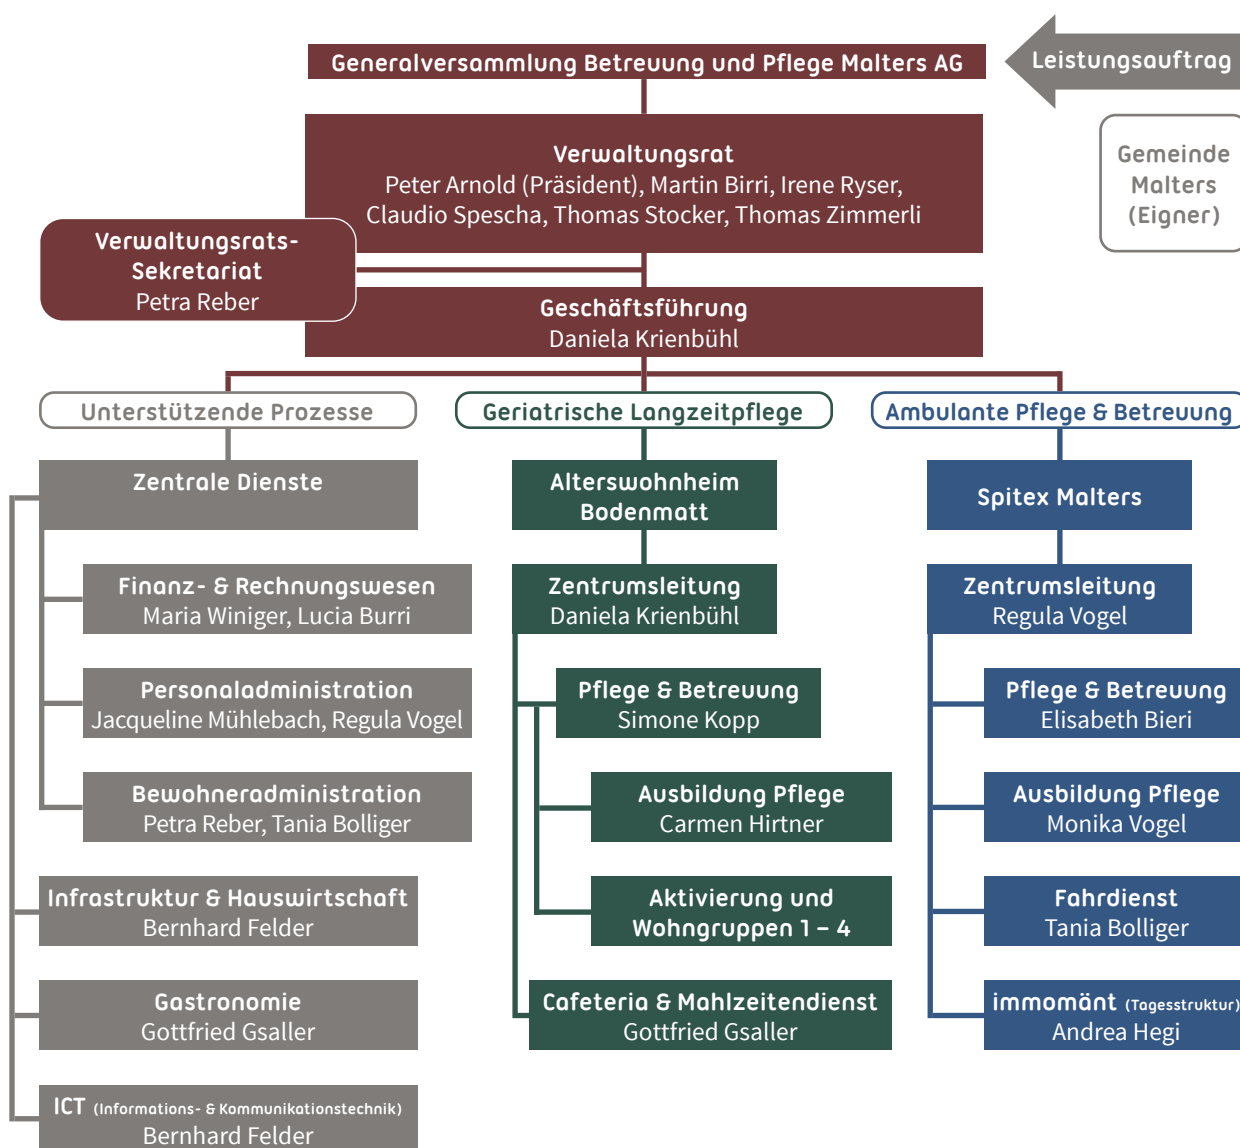 Generalversammlung Betreuung und Pflege Malters AG
Leistungsauftrag
Gemeinde
Malters
(Eigner)
Verwaltungsrat
Peter Arnold (Präsident), Martin Birri, Irene Ryser,
Claudio Spescha, Thomas Stocker, Thomas Zimmerli
Verwaltungsrats-
Sekretariat
Petra Reber
Geschäftsführung
Daniela Krienbühl
Unterstützende Prozesse
Zentrale Dienste
Finanz- & Rechnungswesen
Maria Winiger, Lucia Burri
Personaladministration
Jacqueline Mühlebach, Regula Vogel
Bewohneradministration
Petra Reber, Tania Bolliger
Infrastruktur & Hauswirtschaft
Bernhard Felder
Gastronomie
Gottfried Gsaller
ICT (Informations- & Kommunikationstechnik)
Bernhard Felder
Geriatrische Langzeitpflege
Alterswohnheim
Bodenmatt
Zentrumsleitung
Daniela Krienbühl
Pflege & Betreuung
Simone Kopp
Ausbildung Pflege
Carmen Hirtner
Aktivierung und
Wohngruppen 1 – 4
Cafeteria & Mahlzeitendienst
Gottfried Gsaller
Ambulante Pflege & Betreuung
Spitex Malters
Zentrumsleitung
Regula Vogel
Pflege & Betreuung
Elisabeth Bieri
Ausbildung Pflege
Monika Vogel
Fahrdienst
Tania Bolliger
immomänt (Tagesstruktur)
Andrea Hegi